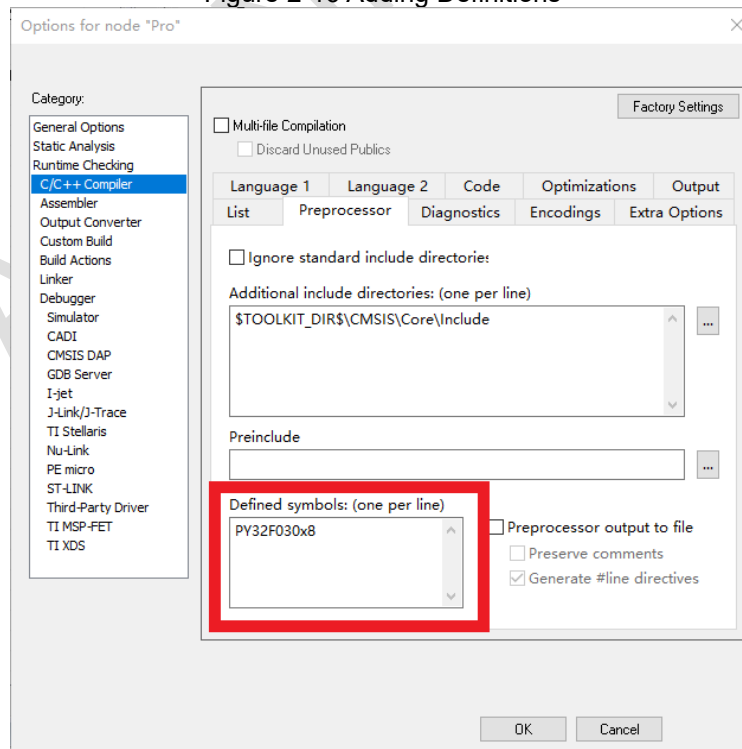 Figure 2-10 Adding Definitions
Options for node "Pro"
Category:
General Options
Static Analysis
Runtime Checking
C/C++ Compiler
Assembler
Output Converter
Custom Build
Build Actions
Linker
Debugger
Simulator
CADI
CMSIS DAP
GDB Server
I-jet
J-Link/J-Trace
TI Stellaris
Nu-Link
PE micro
ST-LINK
Third-Party Driver
TI MSP-FET
TI XDS
Factory Settings
Multi-file Compilation
Discard Unused Publics
Language 1 Language 2 Code Optimizations Output
List Preprocessor Diagnostics Encodings Extra Options
Ignore standard include directories
Additional include directories: (one per line)
$TOOLKIT_DIR$\CMSIS\Core\Include
...
Preinclude
...
Defined symbols: (one per line)
PY32F030x8
Preprocessor output to file
Preserve comments
Generate #line directives
OK Cancel